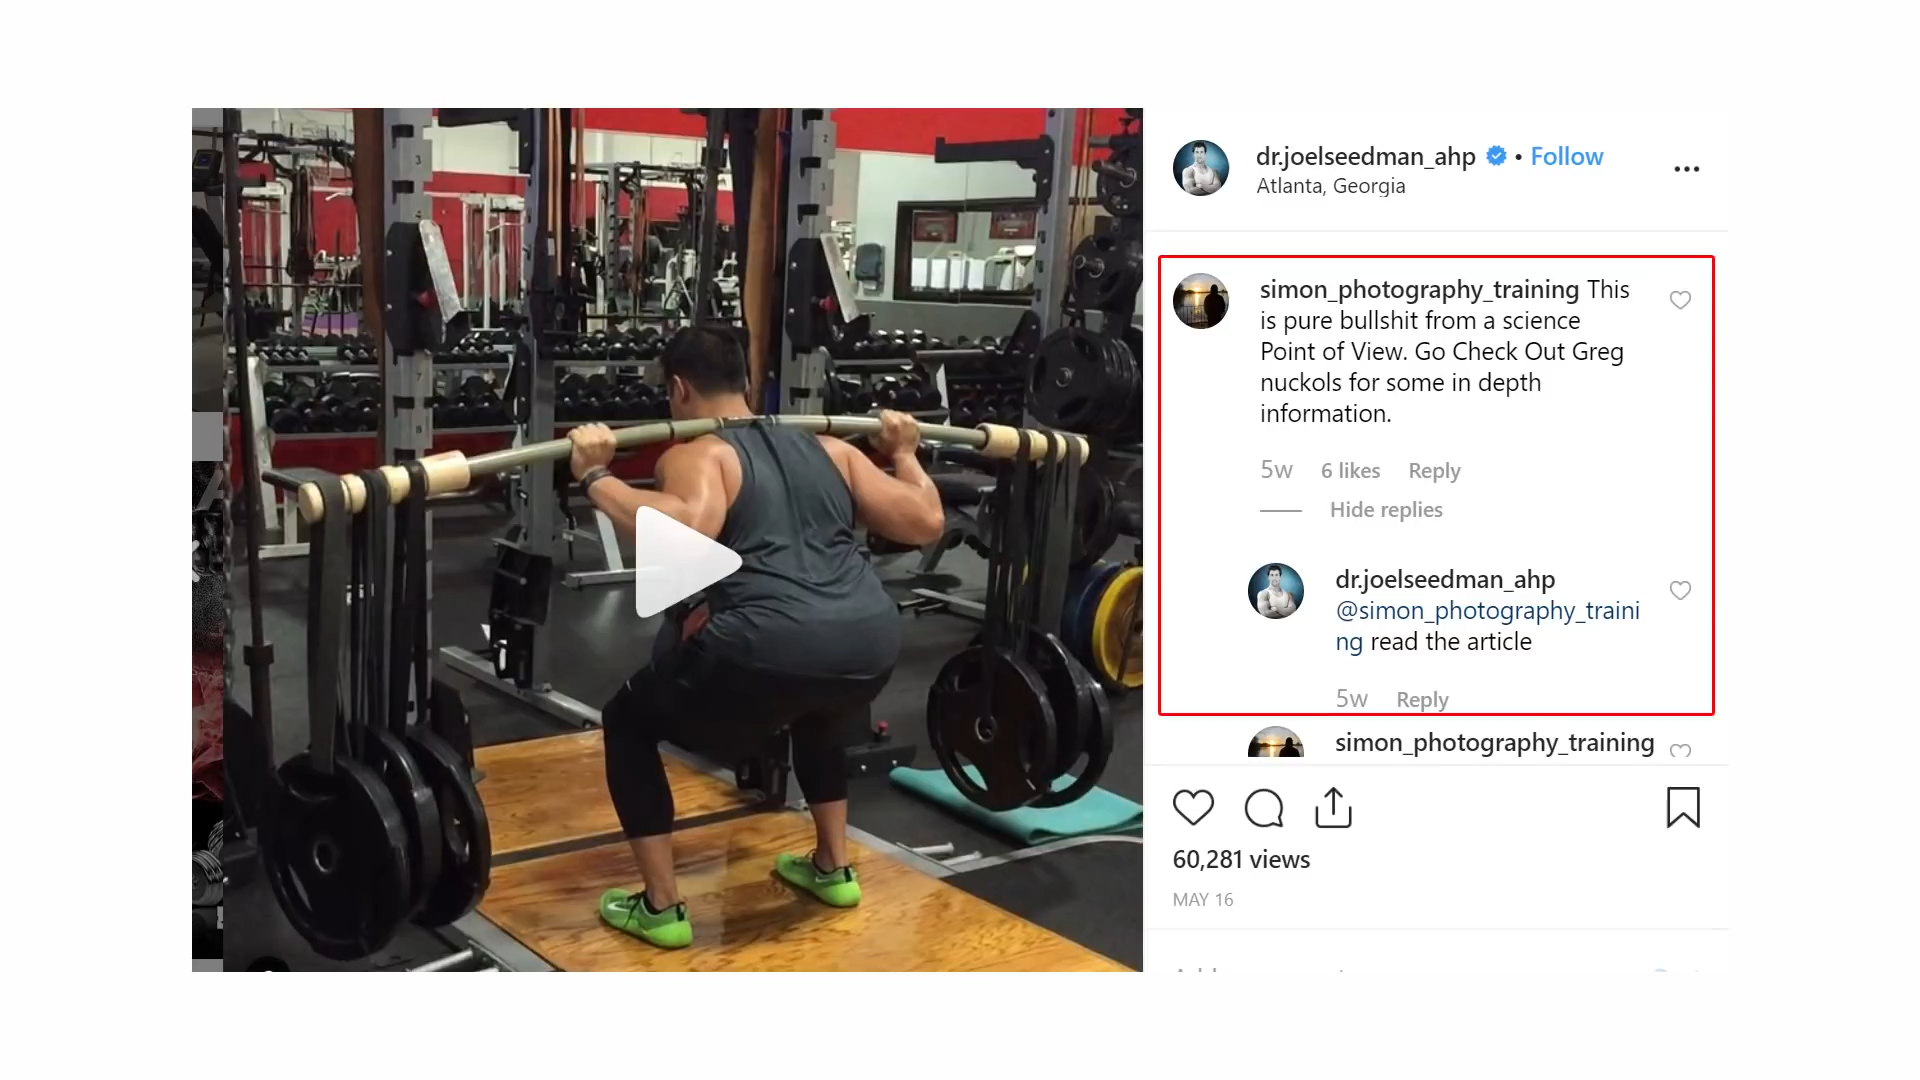 dr.joelseedman_ahp • Follow
Atlanta, Georgia
simon_photography_training This
is pure bullshit from a science
Point of View. Go Check Out Greg
nuckols for some in depth
information.
5w 6 likes Reply
Hide replies
dr.joelseedman_ahp
@simon_photography_traini
ng read the article
5w Reply
simon_photography_training
60,281 views
MAY 16